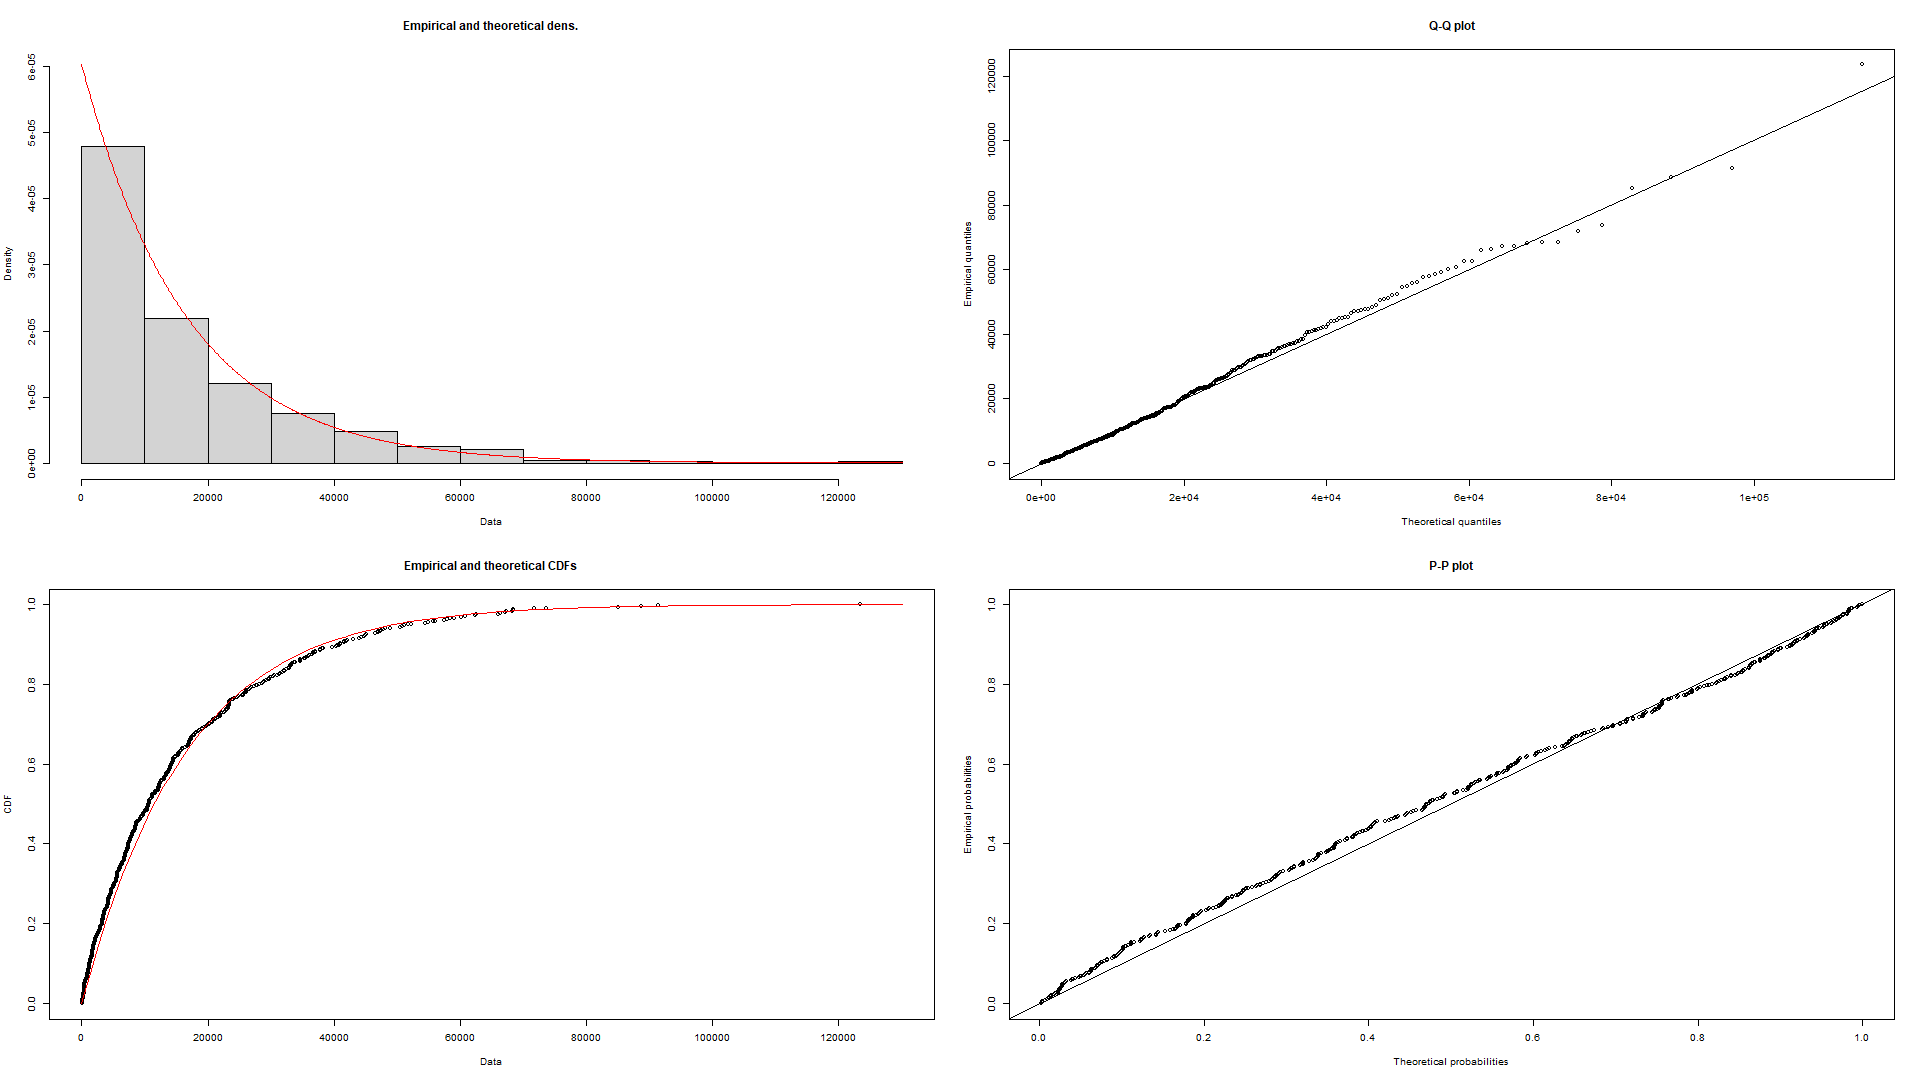 Empirical and theoretical dens.
Density
0e+00 1e-05 2e-05 3e-05 4e-05 5e-05 6e-05
0 20000 40000 60000 80000 100000 120000
Data
Q-Q plot
Empirical quantiles
0 20000 40000 60000 80000 100000 120000
0e+00 2e+04 4e+04 6e+04 8e+04 1e+05
Theoretical quantiles
Empirical and theoretical CDFs
CDF
0.0 0.2 0.4 0.6 0.8 1.0
0 20000 40000 60000 80000 100000 120000
Data
P-P plot
Empirical probabilities
0.0 0.2 0.4 0.6 0.8 1.0
0.0 0.2 0.4 0.6 0.8 1.0
Theoretical probabilities